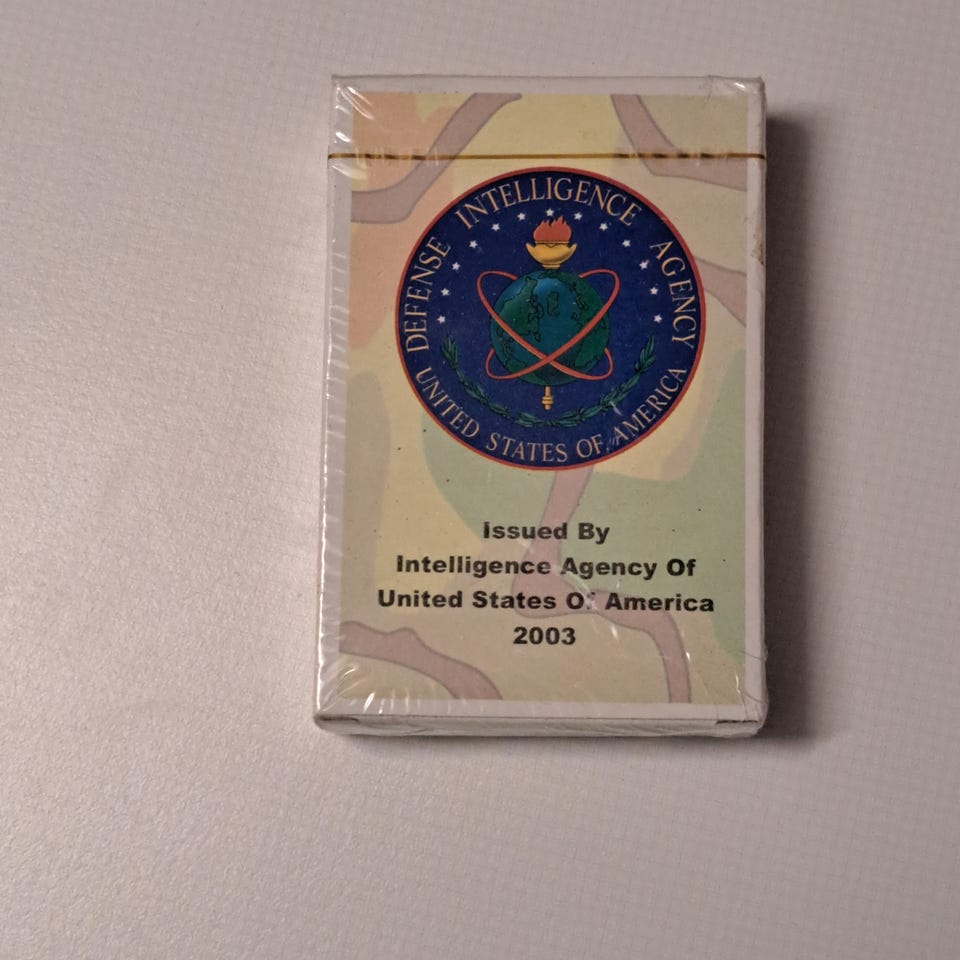 DEFENSE INTELLIGENCE AGENCY
UNITED STATES OF AMERICA
Issued By
Intelligence Agency Of
United States Of America
2003